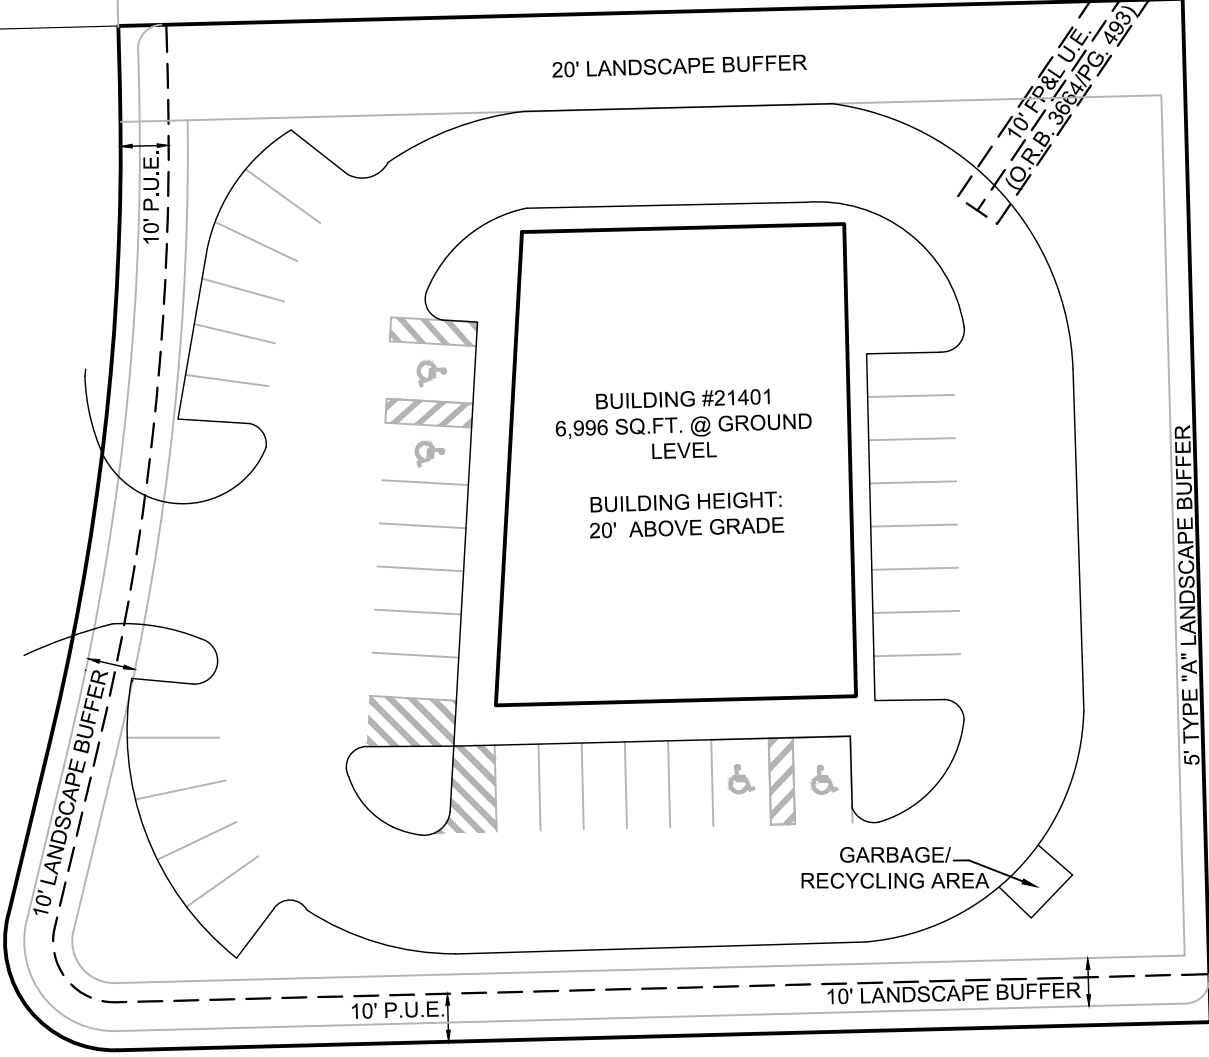 20' LANDSCAPE BUFFER
10' FP&L U.E.
(O.R.B. 3664/PG. 493)
10' P.U.E.
BUILDING #21401
6,996 SQ.FT. @ GROUND
LEVEL
BUILDING HEIGHT:
20' ABOVE GRADE
5' TYPE "A" LANDSCAPE BUFFER
10' LANDSCAPE BUFFER
GARBAGE/
RECYCLING AREA
10' P.U.E.
10' LANDSCAPE BUFFER